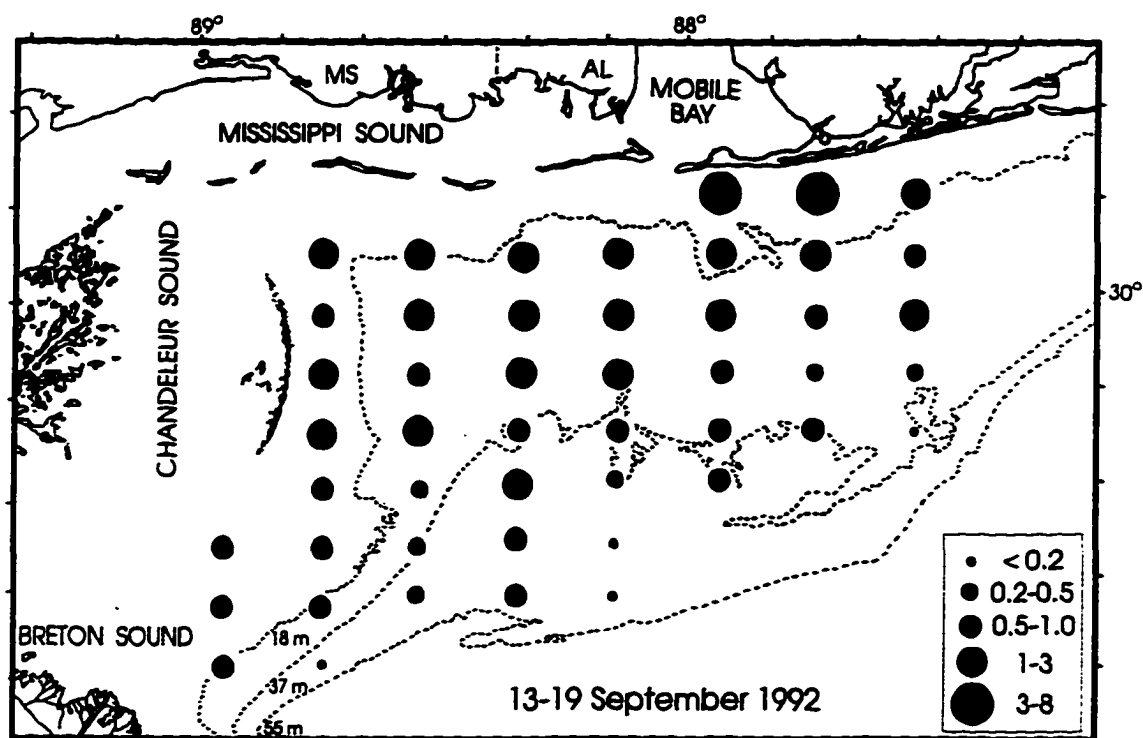 89°
88°
MS
AL
MOBILE
BAY
MISSISSIPPI SOUND
CHANDELEUR SOUND
30°
BRETON SOUND
18 m
37 m
55 m
13-19 September 1992
< 0.2
0.2-0.5
0.5-1.0
1-3
3-8